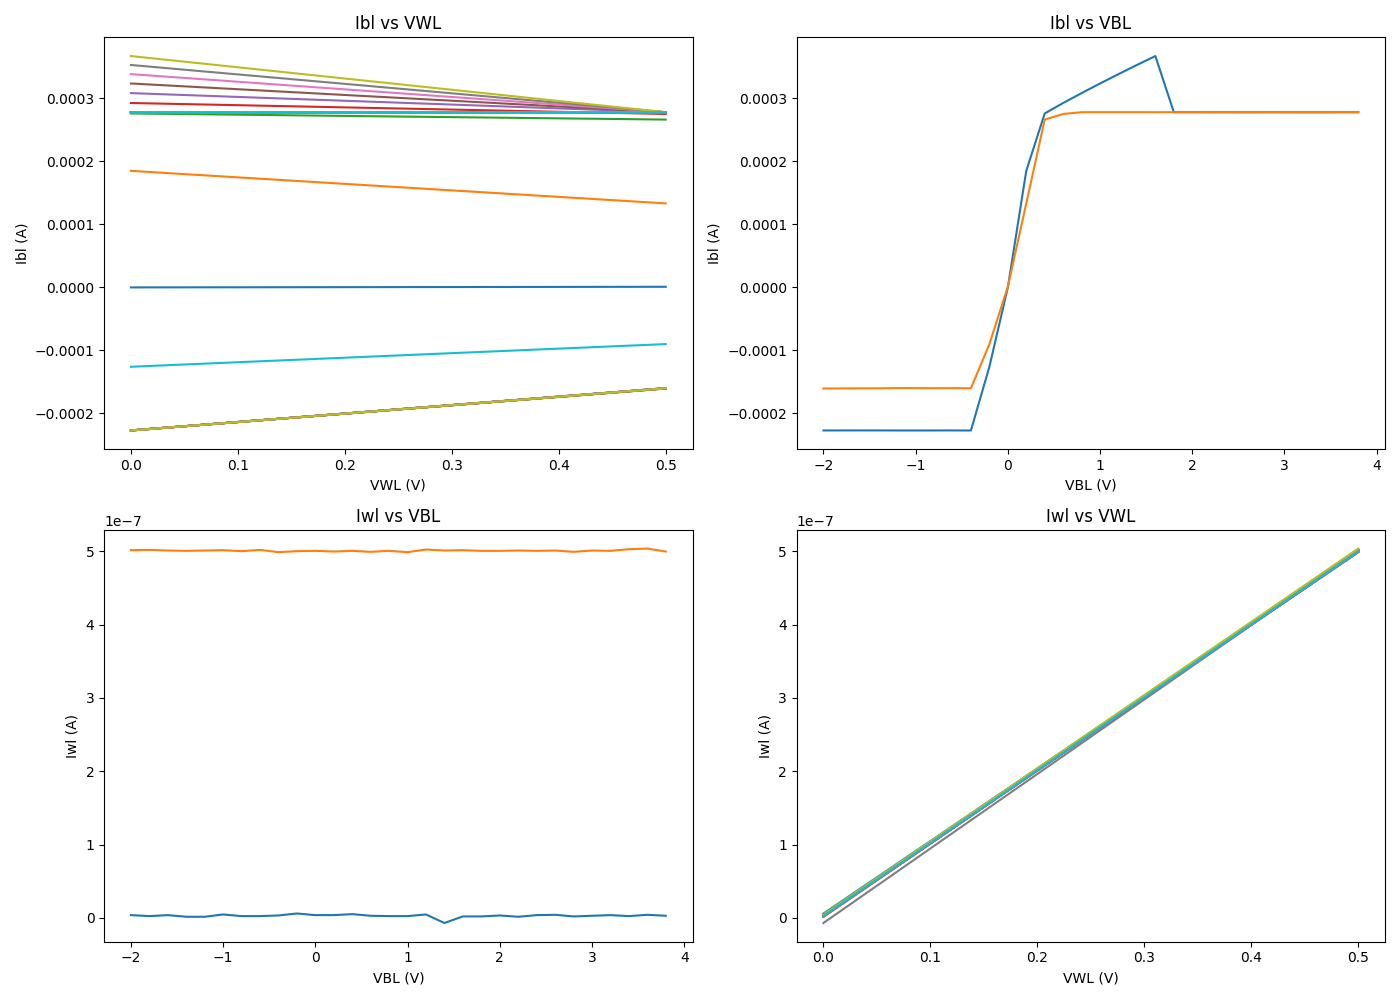 Ibl vs VWL
Ibl (A)
0.0003
0.0002
0.0001
0.0000
−0.0001
−0.0002
0.0 0.1 0.2 0.3 0.4 0.5
VWL (V)
Ibl vs VBL
Ibl (A)
0.0003
0.0002
0.0001
0.0000
−0.0001
−0.0002
−2 −1 0 1 2 3 4
VBL (V)
Iwl vs VBL
1e−7
Iwl (A)
5
4
3
2
1
0
−2 −1 0 1 2 3 4
VBL (V)
Iwl vs VWL
1e−7
Iwl (A)
5
4
3
2
1
0
0.0 0.1 0.2 0.3 0.4 0.5
VWL (V)